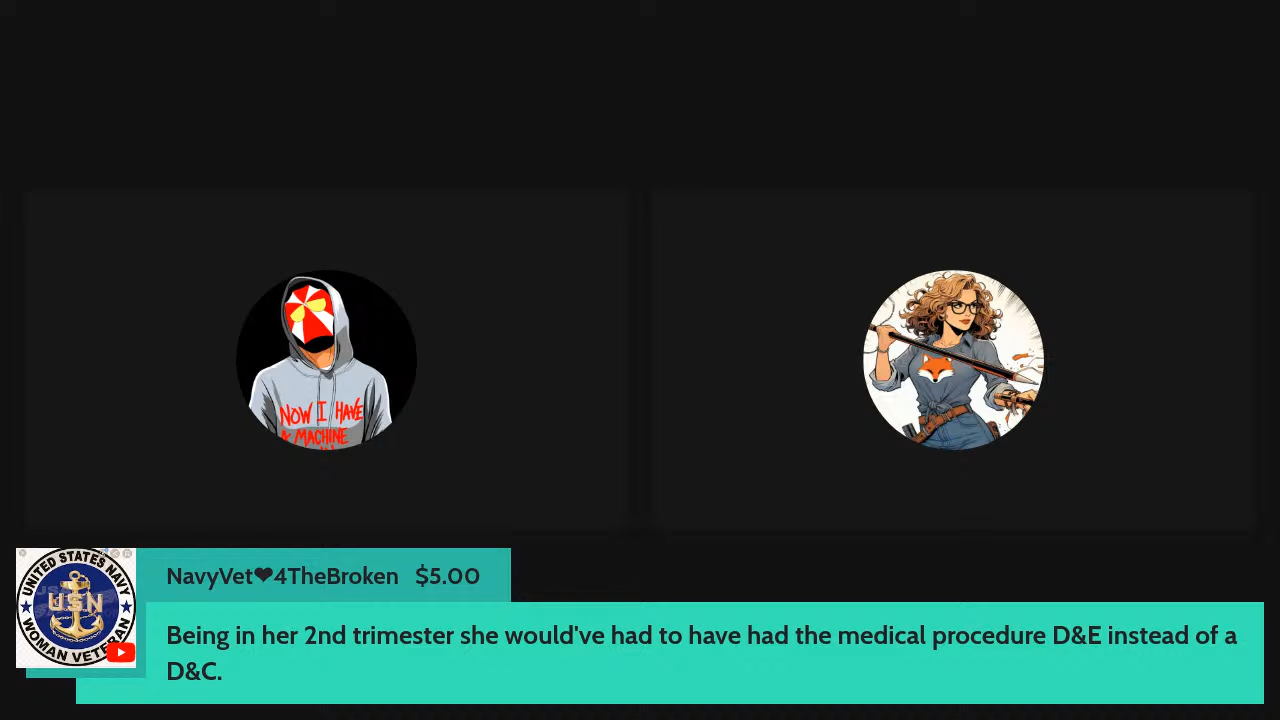 NOW I HAVE
A MACHINE
UNITED STATES NAVY
USN
WOMAN VETERAN
NavyVet❤4TheBroken $5.00
Being in her 2nd trimester she would've had to have had the medical procedure D&E instead of a
D&C.